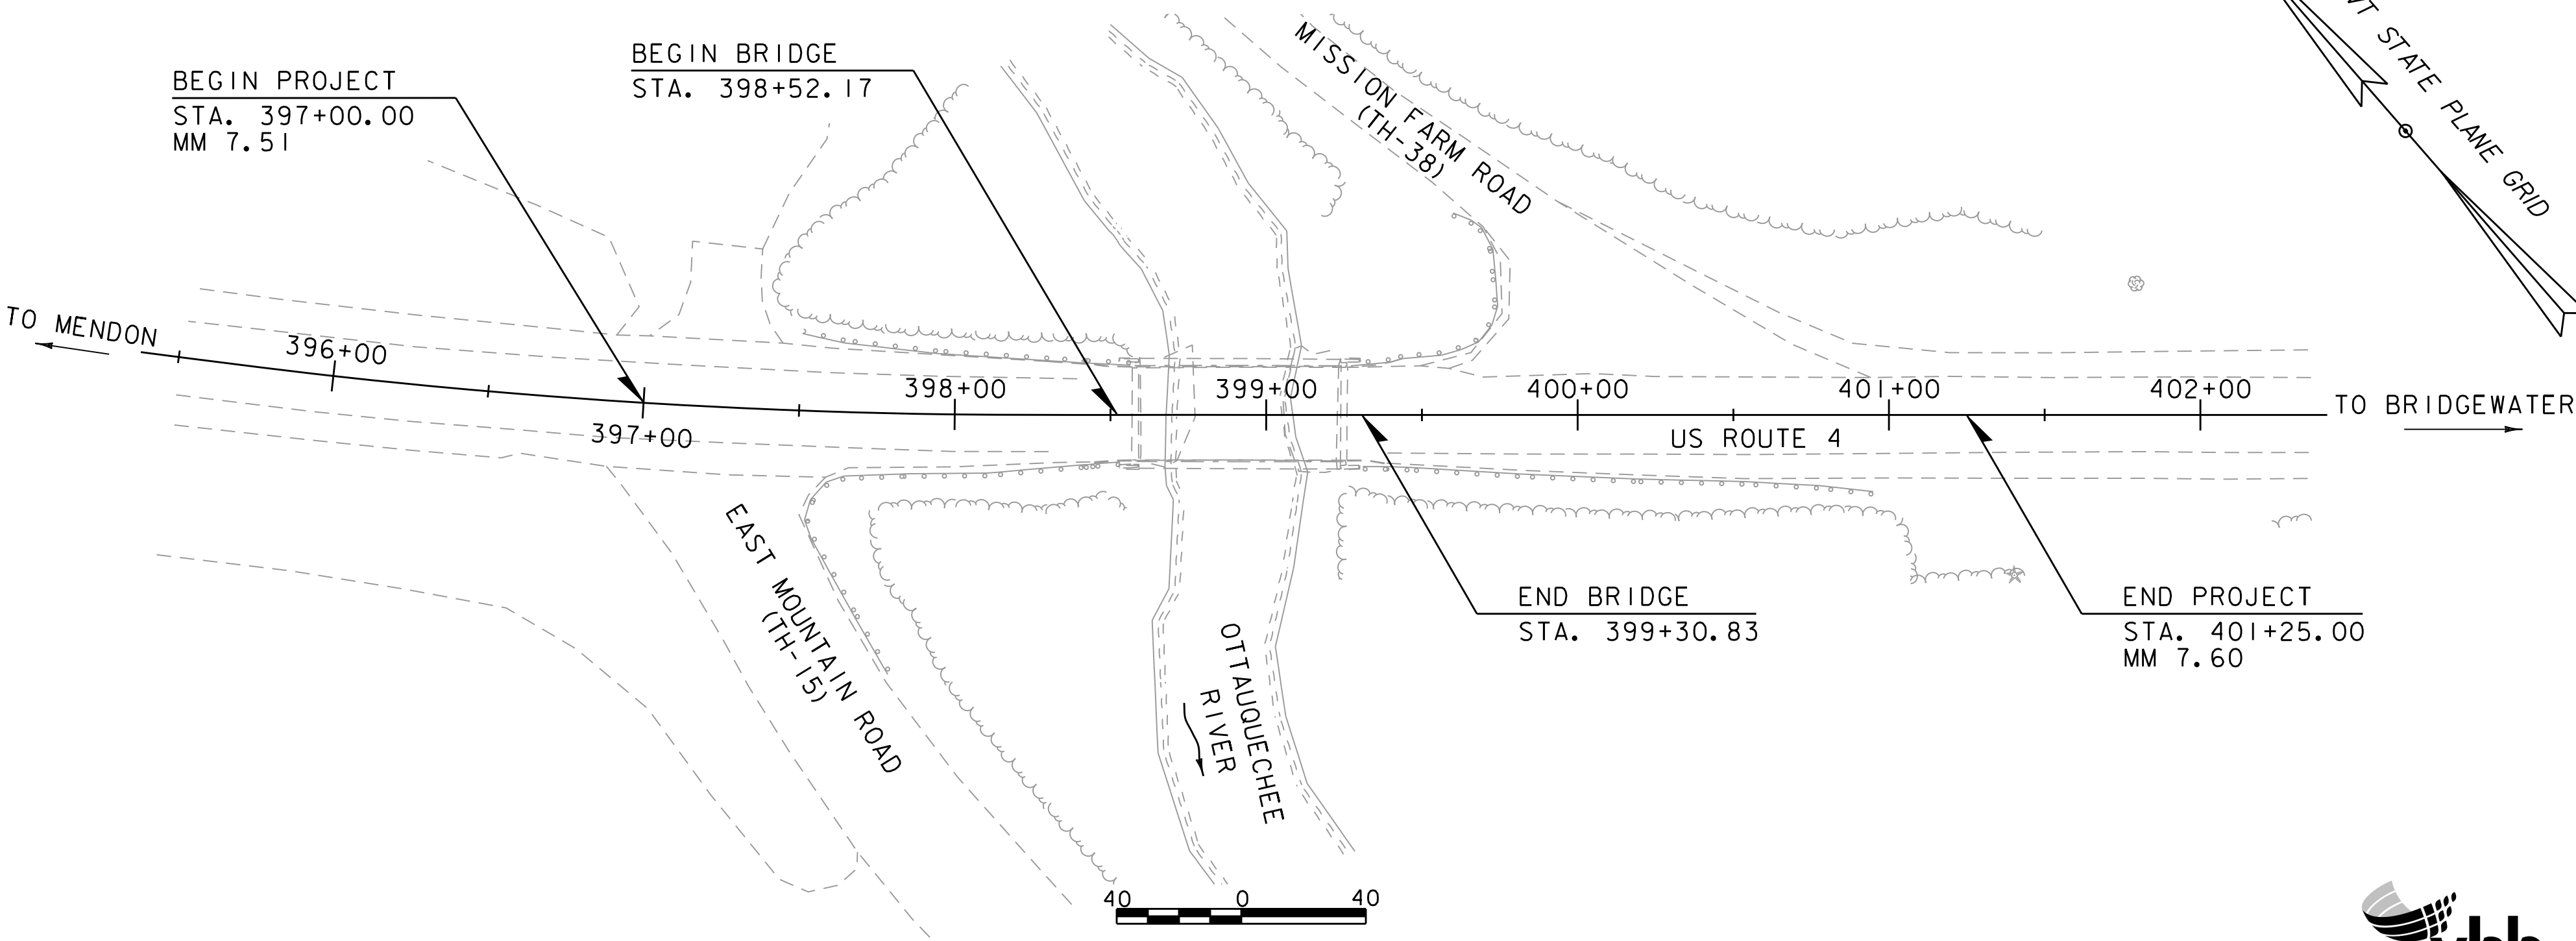 BEGIN PROJECT
STA. 397+00.00
MM 7.51
BEGIN BRIDGE
STA. 398+52.17
MISSION FARM ROAD
(TH-38)
VT STATE PLANE GRID
TO MENDON
396+00
397+00
398+00
399+00
400+00
401+00
402+00
TO BRIDGEWATER
US ROUTE 4
EAST MOUNTAIN ROAD
(TH-15)
OTTAUQUECHEE
RIVER
END BRIDGE
STA. 399+30.83
END PROJECT
STA. 401+25.00
MM 7.60
40 0 40
vhb